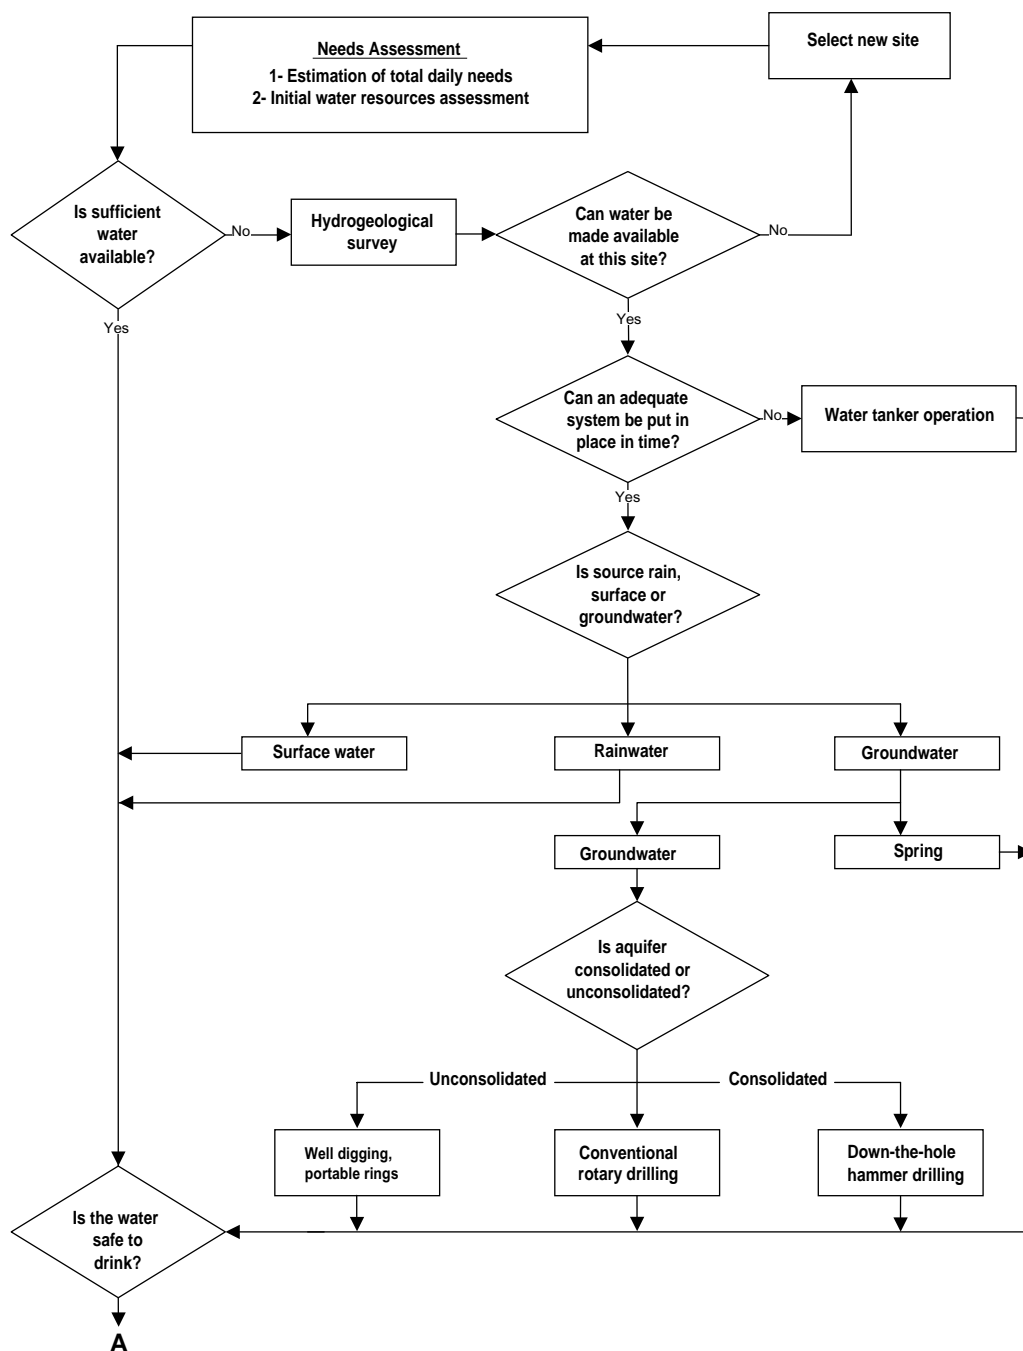 Needs Assessment
1- Estimation of total daily needs
2- Initial water resources assessment
Select new site
Is sufficient
water
available?
No
Hydrogeological
survey
Can water be
made available
at this site?
No
Yes
Yes
Can an adequate
system be put in
place in time?
No
Water tanker operation
Yes
Is source rain,
surface or
groundwater?
Surface water
Rainwater
Groundwater
Groundwater
Spring
Is aquifer
consolidated or
unconsolidated?
Unconsolidated
Consolidated
Well digging,
portable rings
Conventional
rotary drilling
Down-the-hole
hammer drilling
Is the water
safe to
drink?
A